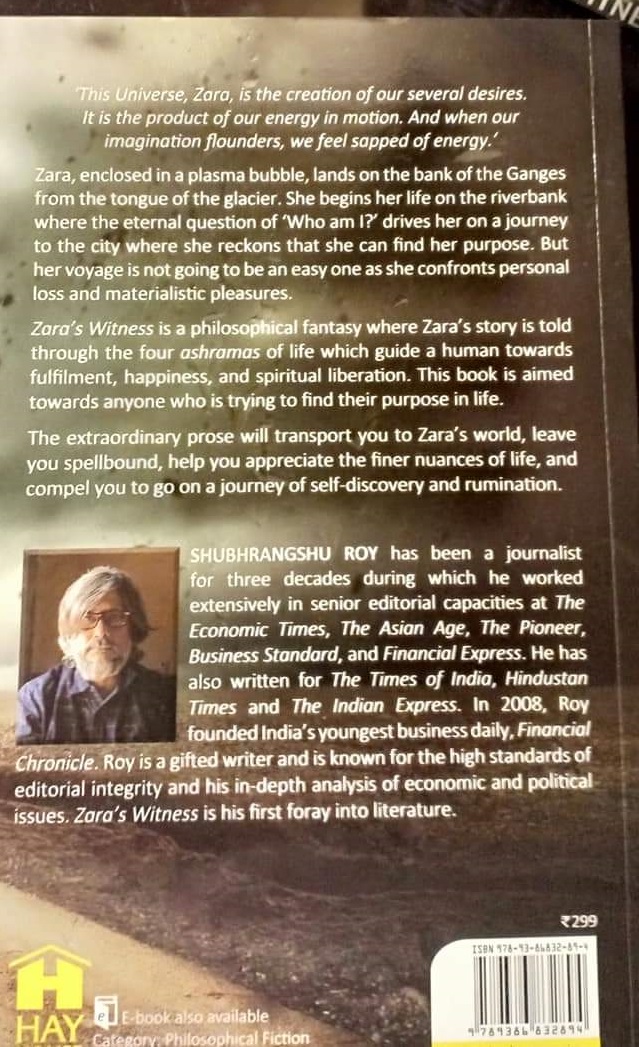 'This Universe, Zara, is the creation of our several desires.
It is the product of our energy in motion. And when our
imagination flounders, we feel sapped of energy.'
Zara, enclosed in a plasma bubble, lands on the bank of the Ganges
from the tongue of the glacier. She begins her life on the riverbank
where the eternal question of 'Who am I?' drives her on a journey
to the city where she reckons that she can find her purpose. But
her voyage is not going to be an easy one as she confronts personal
loss and materialistic pleasures.
Zara's Witness is a philosophical fantasy where Zara's story is told
through the four ashramas of life which guide a human towards
fulfilment, happiness, and spiritual liberation. This book is aimed
towards anyone who is trying to find their purpose in life.
The extraordinary prose will transport you to Zara's world, leave
you spellbound, help you appreciate the finer nuances of life, and
compel you to go on a journey of self-discovery and rumination.
SHUBHRANGSHU ROY has been a journalist
for three decades during which he worked
extensively in senior editorial capacities at The
Economic Times, The Asian Age, The Pioneer,
Business Standard, and Financial Express. He has
also written for The Times of India, Hindustan
Times and The Indian Express. In 2008, Roy
founded India's youngest business daily, Financial
Chronicle. Roy is a gifted writer and is known for the high standards of
editorial integrity and his in-depth analysis of economic and political
issues. Zara's Witness is his first foray into literature.
₹299
ISBN 978-93-86832-89-4
9 789386 832894
HAY
e
E-book also available
Category: Philosophical Fiction